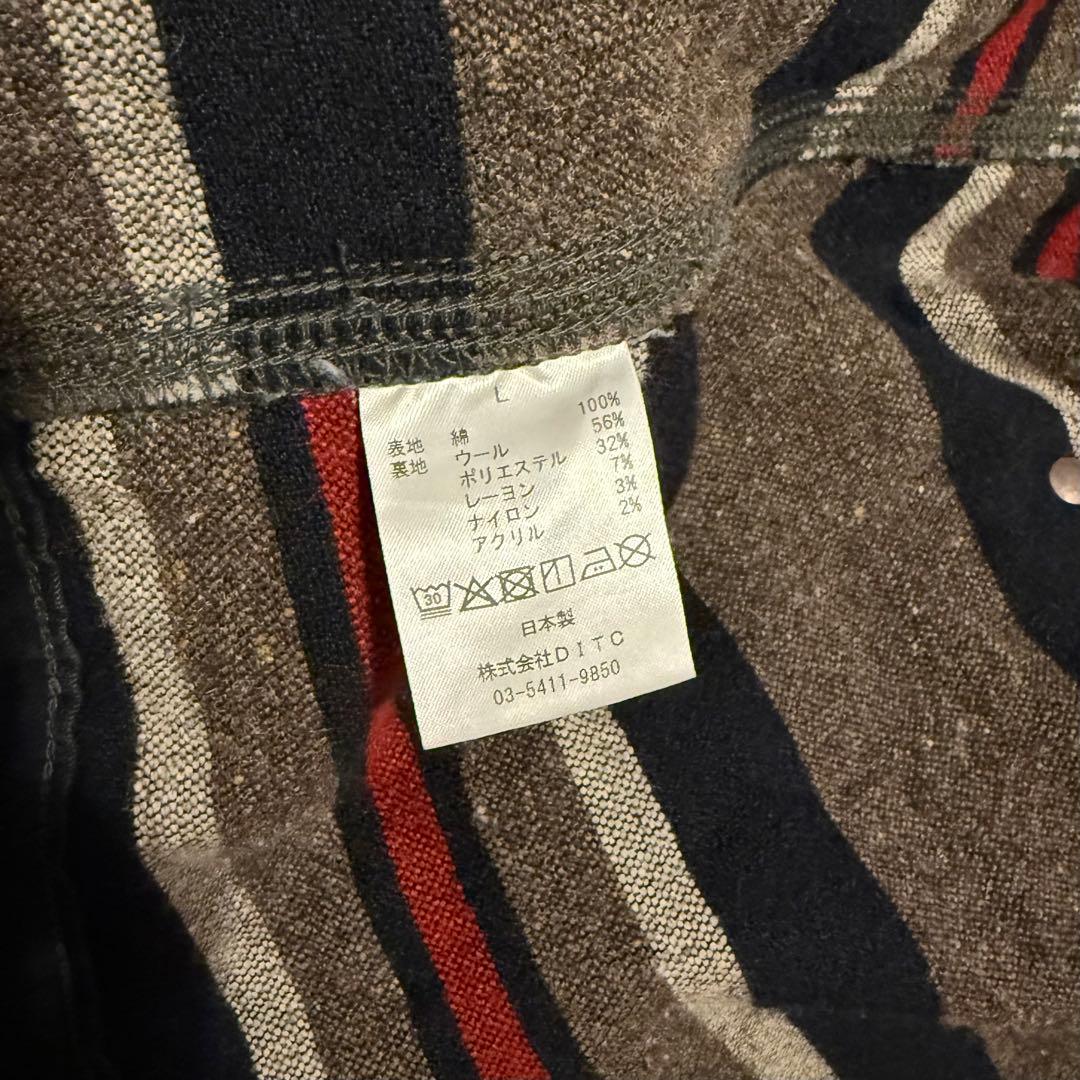 L
表地 綿 100%
裏地 ウール 56%
ポリエステル 32%
レーヨン 7%
ナイロン 3%
アクリル 2%
30
日本製
株式会社DITC
03-5411-9850